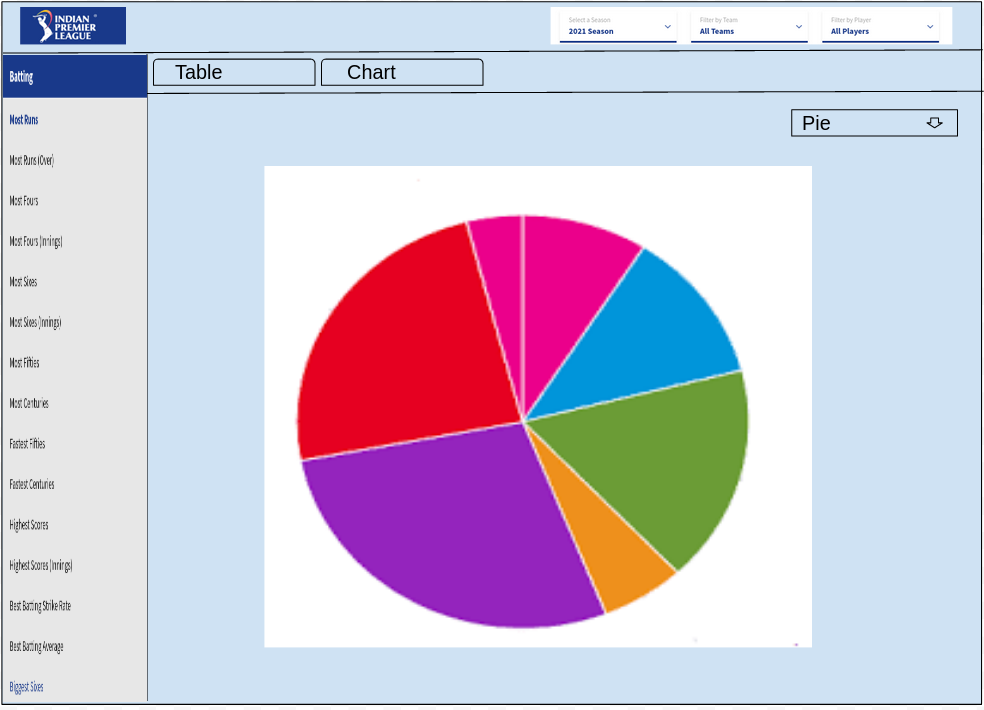 INDIAN
PREMIER
LEAGUE
Select a Season
2021 Season
Filter by Team
All Teams
Filter by Player
All Players
Batting
Table
Chart
Pie
Most Runs
Most Runs (Over)
Most Fours
Most Fours (Innings)
Most Sixes
Most Sixes (Innings)
Most Fifties
Most Centuries
Fastest Fifties
Fastest Centuries
Highest Scores
Highest Scores (Innings)
Best Batting Strike Rate
Best Batting Average
Biggest Sixes